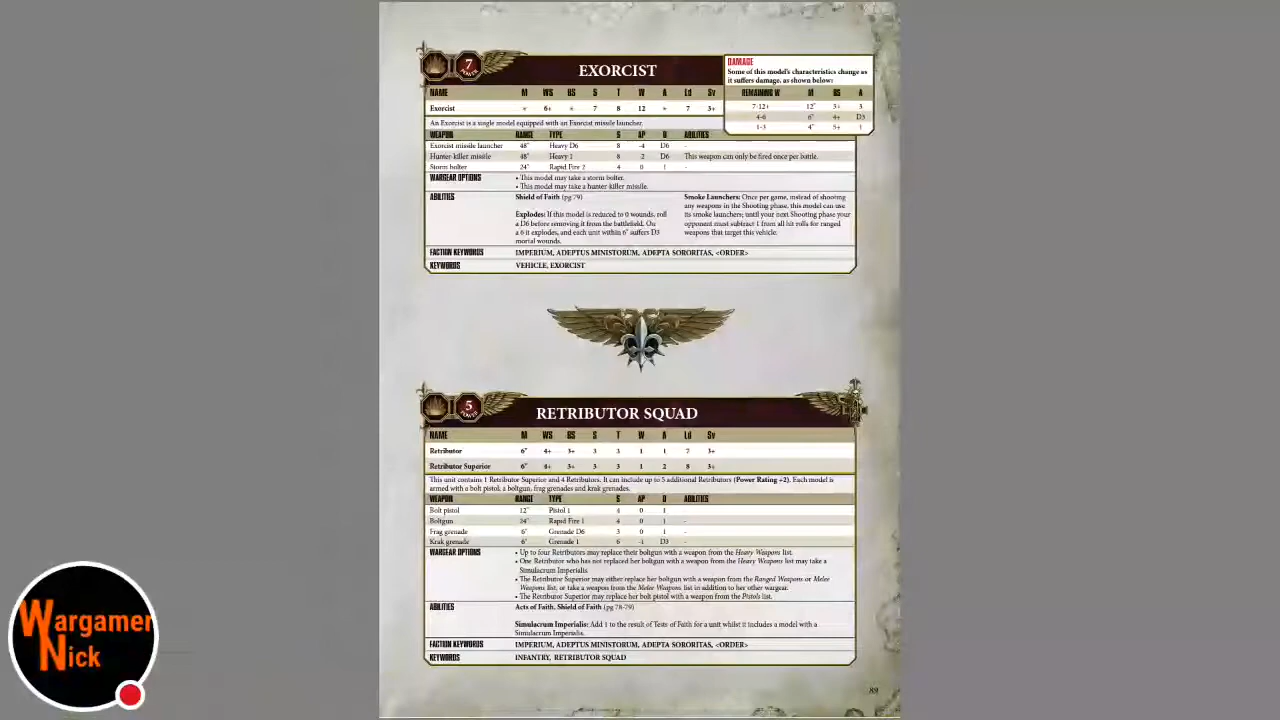 7
EXORCIST
DAMAGE
Some of this model's characteristics change as
it suffers damage, as shown below:
REMAINING W M BS A
7-12+ 12" 3+ 3
4-6 6" 4+ D3
1-3 4" 5+ 1
NAME M WS BS S T W A Ld Sv
Exorcist * 6+ * 7 8 12 * 7 3+
An Exorcist is a single model equipped with an Exorcist missile launcher.
WEAPON RANGE TYPE S AP D ABILITIES
Exorcist missile launcher 48" Heavy D6 8 -4 D6 -
Hunter-killer missile 48" Heavy 1 8 2 D6 This weapon can only be fired once per battle.
Storm bolter 24" Rapid Fire 2 4 0 1 -
WARGEAR OPTIONS
• This model may take a storm bolter.
• This model may take a hunter-killer missile.
ABILITIES
Shield of Faith (pg 79)
Explodes: If this model is reduced to 0 wounds, roll
a D6 before removing it from the battlefield. On
a 6 it explodes, and each unit within 6" suffers D3
mortal wounds.
Smoke Launchers: Once per game, instead of shooting
any weapons in the Shooting phase, this model can use
its smoke launchers; until your next Shooting phase your
opponent must subtract 1 from all hit rolls for ranged
weapons that target this vehicle.
FACTION KEYWORDS IMPERIUM, ADEPTUS MINISTORUM, ADEPTA SORORITAS, <ORDER>
KEYWORDS VEHICLE, EXORCIST
5
POWER
RETRIBUTOR SQUAD
NAME M WS BS S T W A Ld Sv
Retributor 6" 4+ 3+ 3 3 1 1 7 3+
Retributor Superior 6" 4+ 3+ 3 3 1 2 8 3+
This unit contains 1 Retributor Superior and 4 Retributors. It can include up to 5 additional Retributors (Power Rating +2). Each model is
armed with a bolt pistol, a boltgun, frag grenades and krak grenades.
WEAPON RANGE TYPE S AP D ABILITIES
Bolt pistol 12" Pistol 1 4 0 1 -
Boltgun 24" Rapid Fire 1 4 0 1 -
Frag grenade 6" Grenade D6 3 0 1 -
Krak grenade 6" Grenade 1 6 -1 D3 -
WARGEAR OPTIONS
• Up to four Retributors may replace their boltgun with a weapon from the Heavy Weapons list.
• One Retributor who has not replaced her boltgun with a weapon from the Heavy Weapons list may take a
Simulacrum Imperialis.
• The Retributor Superior may either replace her boltgun with a weapon from the Ranged Weapons or Melee
Weapons list, or take a weapon from the Melee Weapons list in addition to her other wargear.
• The Retributor Superior may replace her bolt pistol with a weapon from the Pistols list.
ABILITIES
Acts of Faith, Shield of Faith (pg 78-79)
Simulacrum Imperialis: Add 1 to the result of Tests of Faith for a unit whilst it includes a model with a
Simulacrum Imperialis.
FACTION KEYWORDS IMPERIUM, ADEPTUS MINISTORUM, ADEPTA SORORITAS, <ORDER>
KEYWORDS INFANTRY, RETRIBUTOR SQUAD
89
Wargamer
Nick